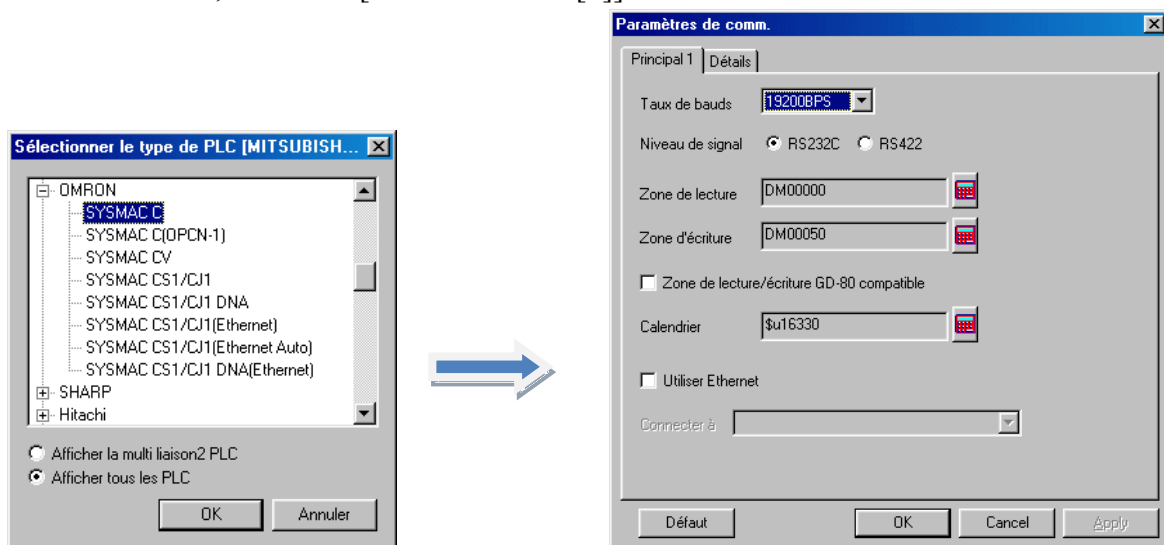 Sélectionner le type de PLC [MITSUBISH...
OMRON
SYSMAC C
SYSMAC C(OPCN-1)
SYSMAC CV
SYSMAC CS1/CJ1
SYSMAC CS1/CJ1 DNA
SYSMAC CS1/CJ1(Ethernet)
SYSMAC CS1/CJ1(Ethernet Auto)
SYSMAC CS1/CJ1 DNA(Ethernet)
SHARP
Hitachi
Afficher la multi liaison2 PLC
Afficher tous les PLC
OK Annuler
Paramètres de comm.
Principal 1 Détails
Taux de bauds 19200BPS
Niveau de signal RS232C RS422
Zone de lecture DM00000
Zone d'écriture DM00050
Zone de lecture/écriture GD-80 compatible
Calendrier $u16330
Utiliser Ethernet
Connecter à
Défaut OK Cancel Apply